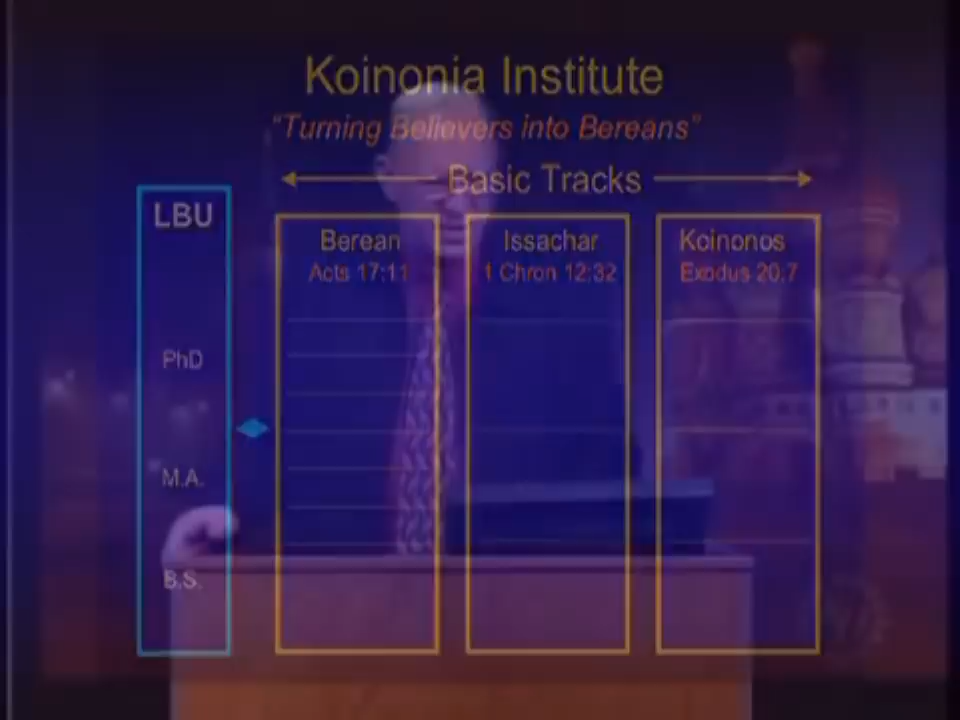 Koinonia Institute
"Turning Believers into Bereans"
Basic Tracks
LBU
PhD
M.A.
B.S.
Berean
Acts 17:11
Issachar
1 Chron 12:32
Koinonos
Exodus 20:7